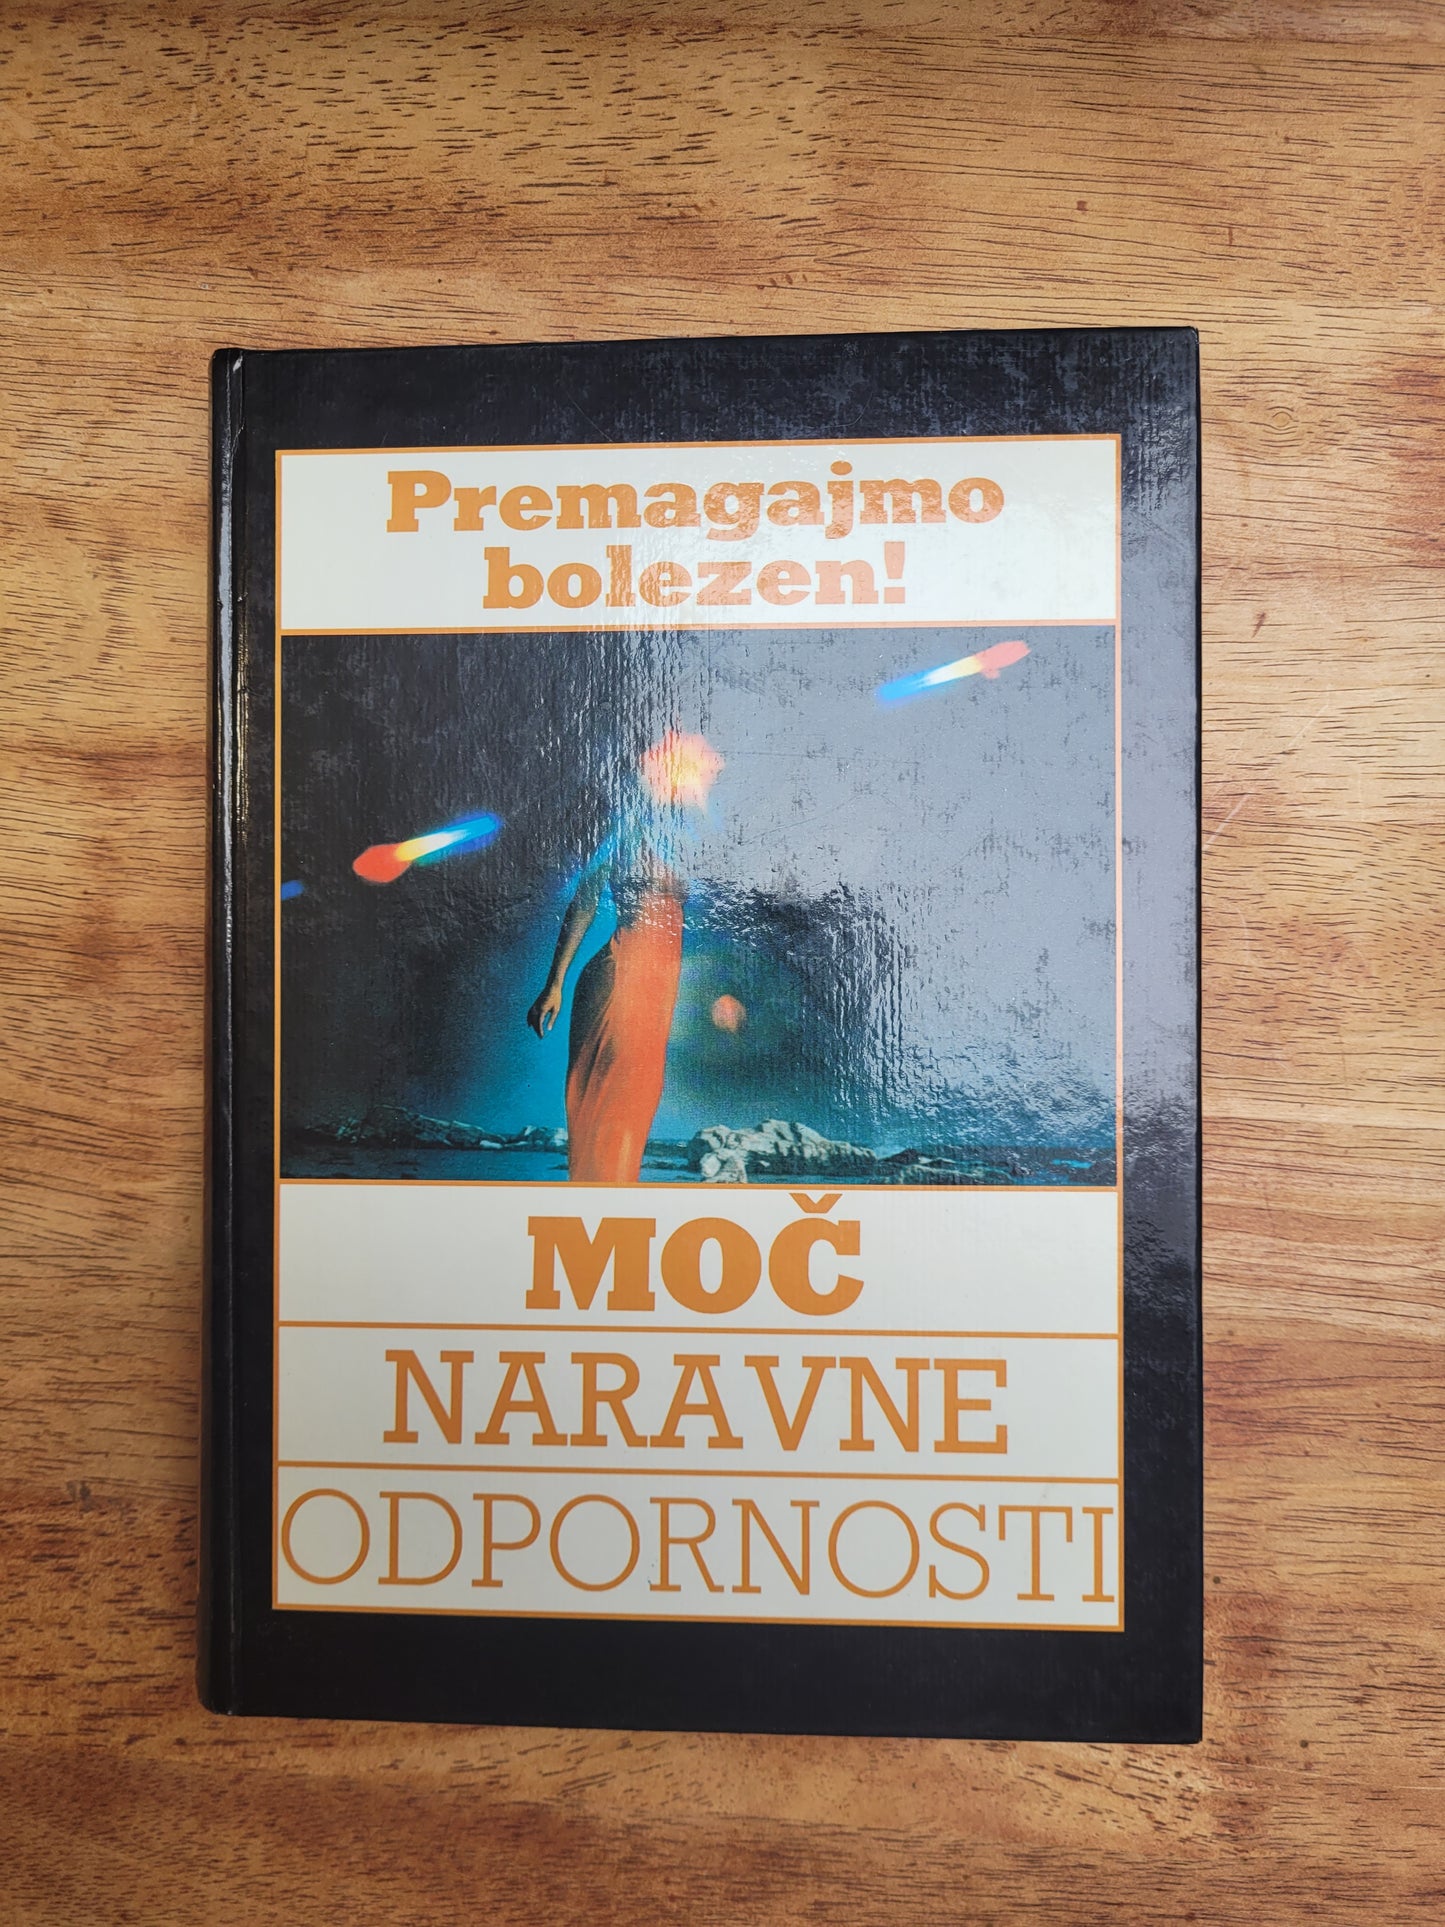 Premagajmo
bolezen!
MOČ
NARAVNE
ODPORNOSTI